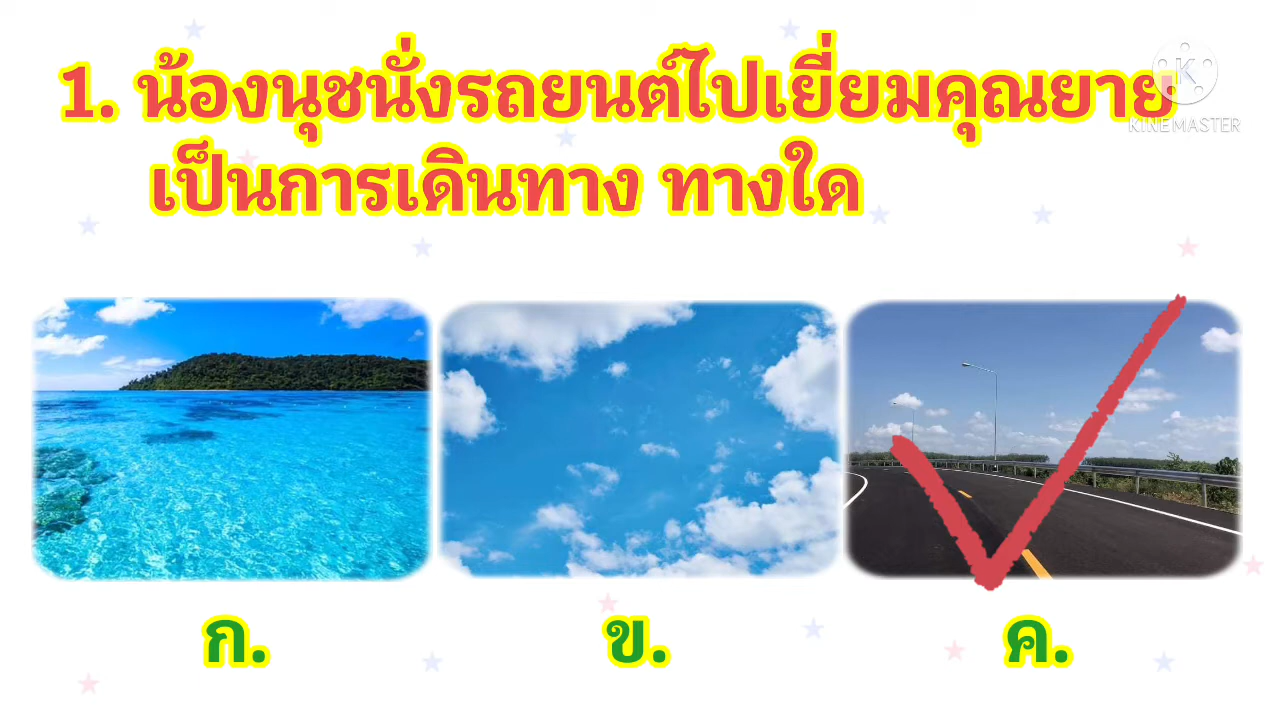 1. น้องนุชนั่งรถยนต์ไปเยี่ยมคุณยาย
เป็นการเดินทาง ทางใด
K
KINEMASTER
ก.
ข.
ค.